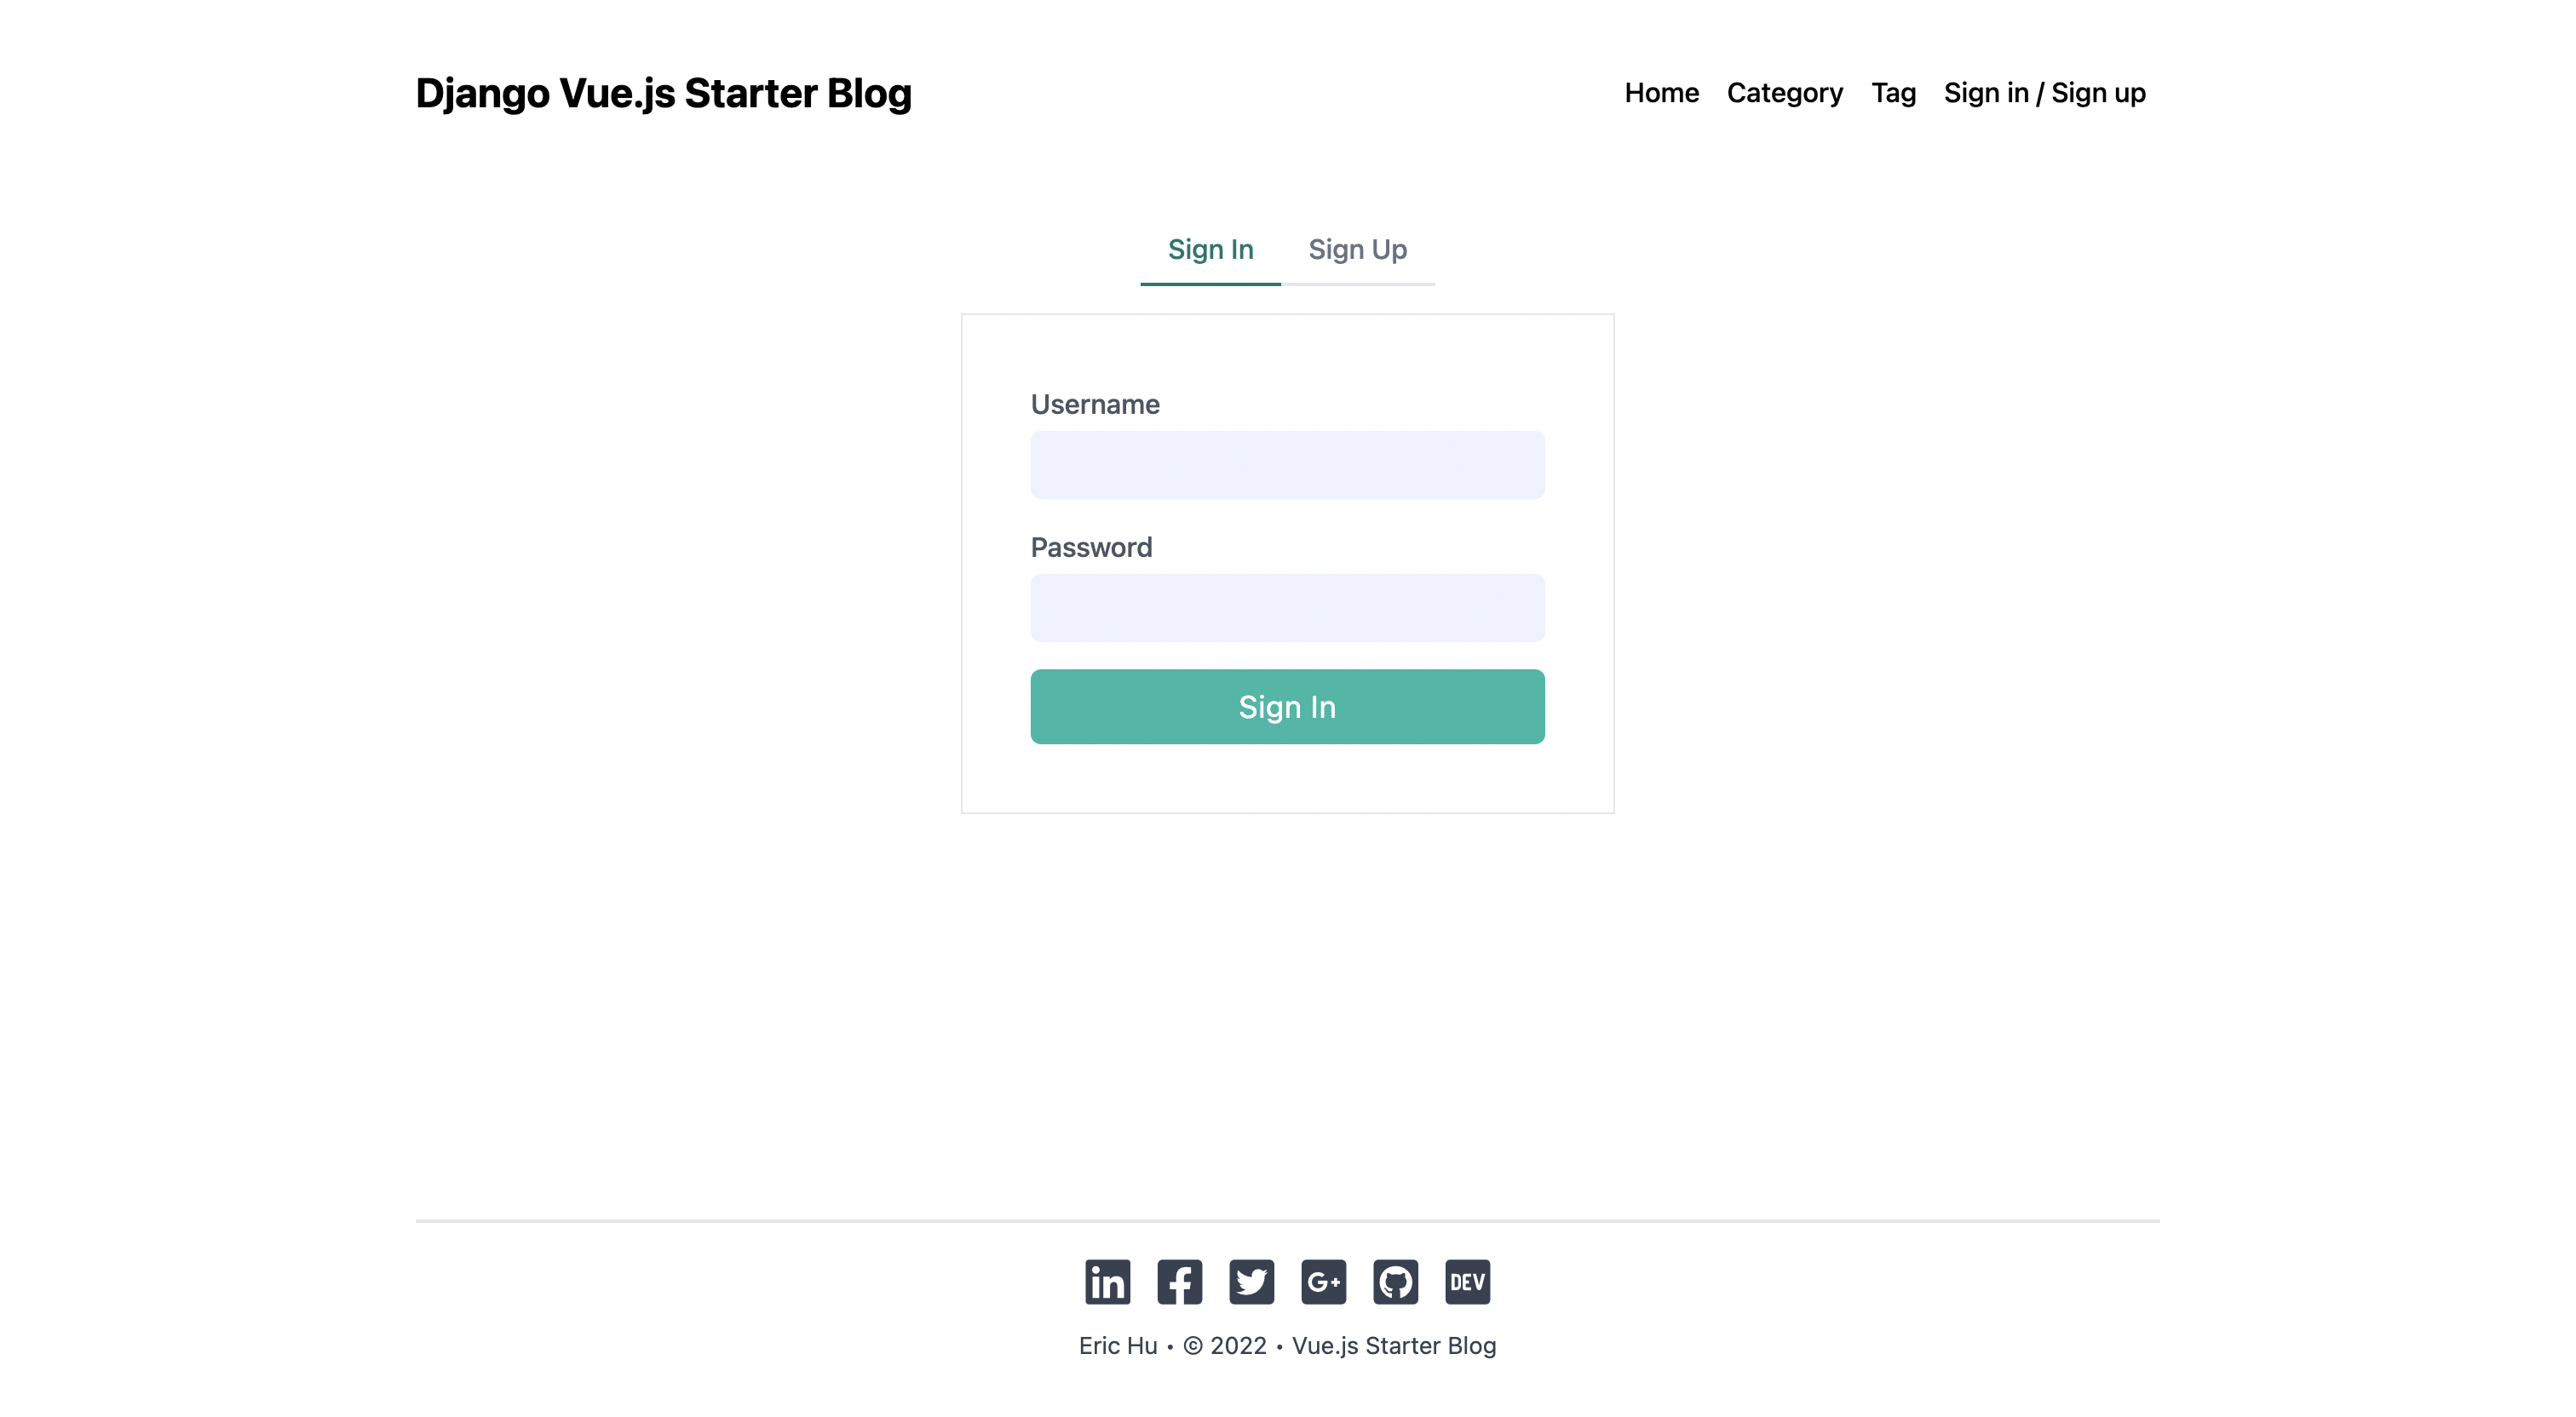 Django Vue.js Starter Blog
Home Category Tag Sign in / Sign up
Sign In Sign Up
Username
Password
Sign In
in f G+ DEV
Eric Hu • © 2022 • Vue.js Starter Blog